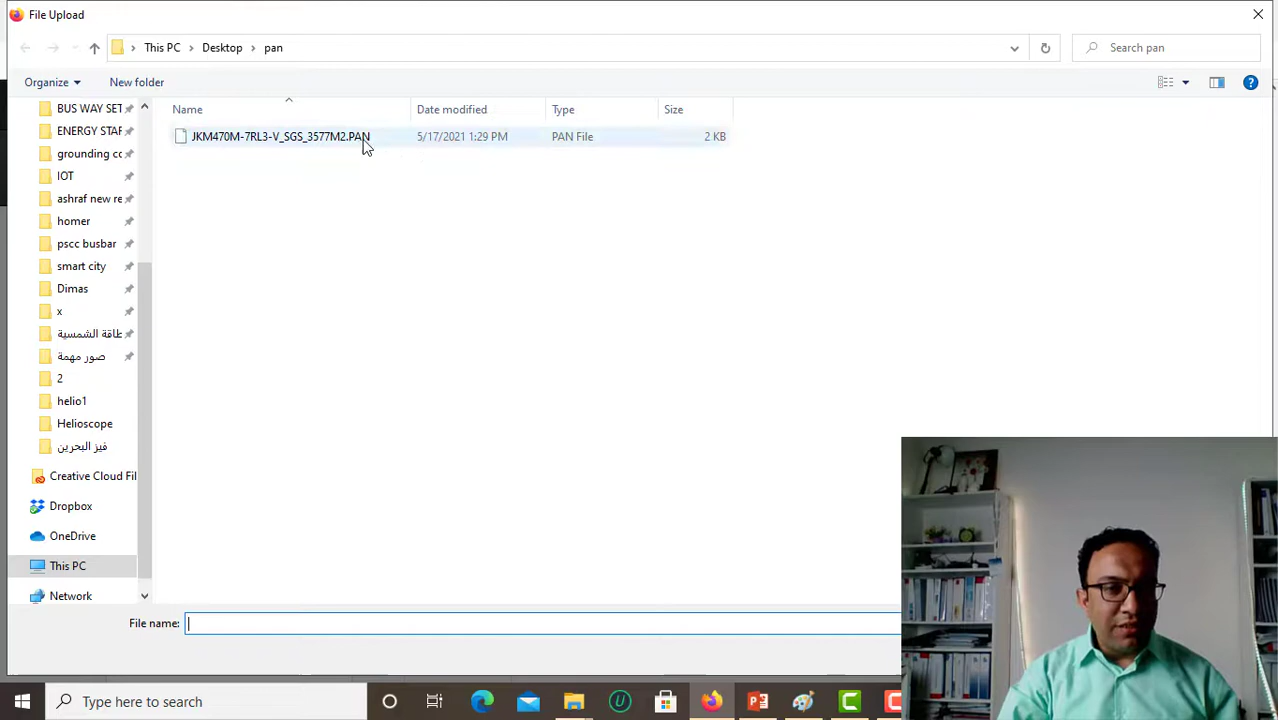 File Upload
This PC
Desktop
pan
Search pan
Organize
New folder
Name
Date modified
Type
Size
JKM470M-7RL3-V_SGS_3577M2.PAN
5/17/2021 1:29 PM
PAN File
2 KB
BUS WAY SET
ENERGY STAF
grounding cc
IOT
ashraf new re
homer
pscc busbar
smart city
Dimas
x
طاقة الشمسية
صور مهمة
2
helio1
Helioscope
فيز البحرين
Creative Cloud Fil
Dropbox
OneDrive
This PC
Network
File name:
Type here to search